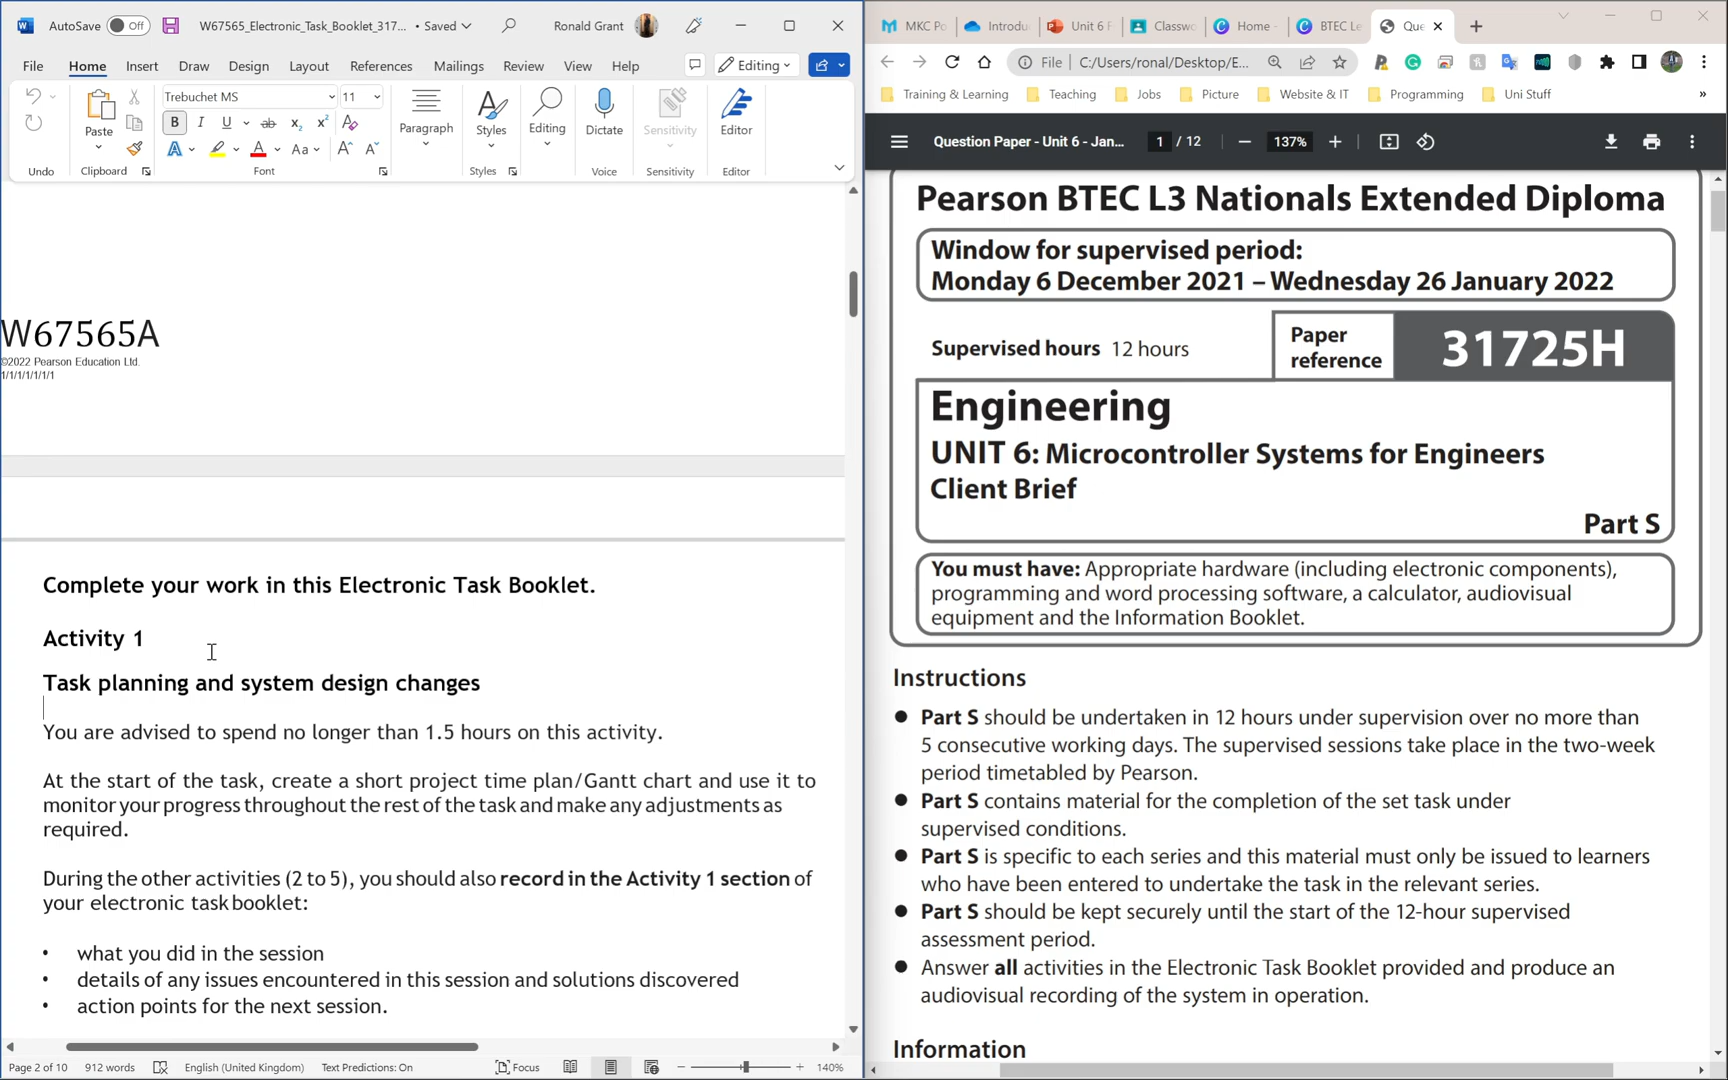 AutoSave Off W67565_Electronic_Task_Booklet_317... • Saved Ronald Grant
File Home Insert Draw Design Layout References Mailings Review View Help Editing
Trebuchet MS 11
Paste Paragraph Styles Editing Dictate Sensitivity Editor
B I U ab x₂ x² A
A A Aa A A
Undo Clipboard Font Styles Voice Sensitivity Editor
W67565A
©2022 Pearson Education Ltd.
1/1/1/1/1/1/1
Complete your work in this Electronic Task Booklet.
Activity 1
Task planning and system design changes
You are advised to spend no longer than 1.5 hours on this activity.
At the start of the task, create a short project time plan/Gantt chart and use it to
monitor your progress throughout the rest of the task and make any adjustments as
required.
During the other activities (2 to 5), you should also record in the Activity 1 section of
your electronic task booklet:
• what you did in the session
• details of any issues encountered in this session and solutions discovered
• action points for the next session.
Page 2 of 10 912 words English (United Kingdom) Text Predictions: On Focus 140%
MKC Po Introdu Unit 6 F Classw Home - BTEC Le Que
File C:/Users/ronal/Desktop/E...
Training & Learning Teaching Jobs Picture Website & IT Programming Uni Stuff »
Question Paper - Unit 6 - Jan... 1 / 12 137%
Pearson BTEC L3 Nationals Extended Diploma
Window for supervised period:
Monday 6 December 2021 – Wednesday 26 January 2022
Supervised hours 12 hours
Paper
reference
31725H
Engineering
UNIT 6: Microcontroller Systems for Engineers
Client Brief
Part S
You must have: Appropriate hardware (including electronic components),
programming and word processing software, a calculator, audiovisual
equipment and the Information Booklet.
Instructions
● Part S should be undertaken in 12 hours under supervision over no more than
5 consecutive working days. The supervised sessions take place in the two-week
period timetabled by Pearson.
● Part S contains material for the completion of the set task under
supervised conditions.
● Part S is specific to each series and this material must only be issued to learners
who have been entered to undertake the task in the relevant series.
● Part S should be kept securely until the start of the 12-hour supervised
assessment period.
● Answer all activities in the Electronic Task Booklet provided and produce an
audiovisual recording of the system in operation.
Information